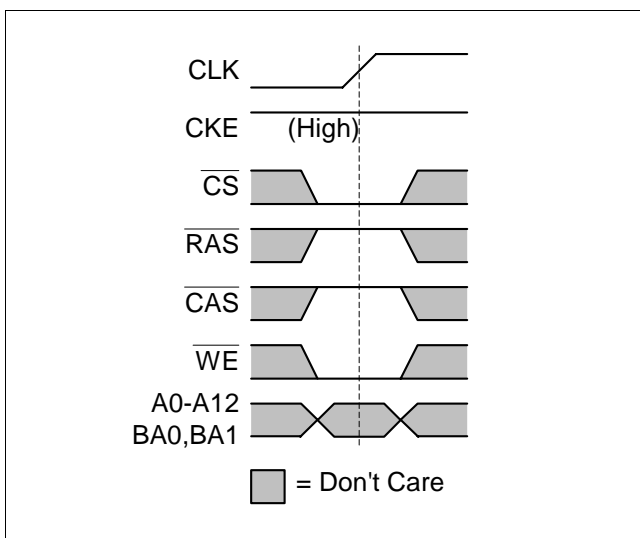 CLK
CKE (High)
CS
RAS
CAS
WE
A0-A12
BA0,BA1
= Don't Care